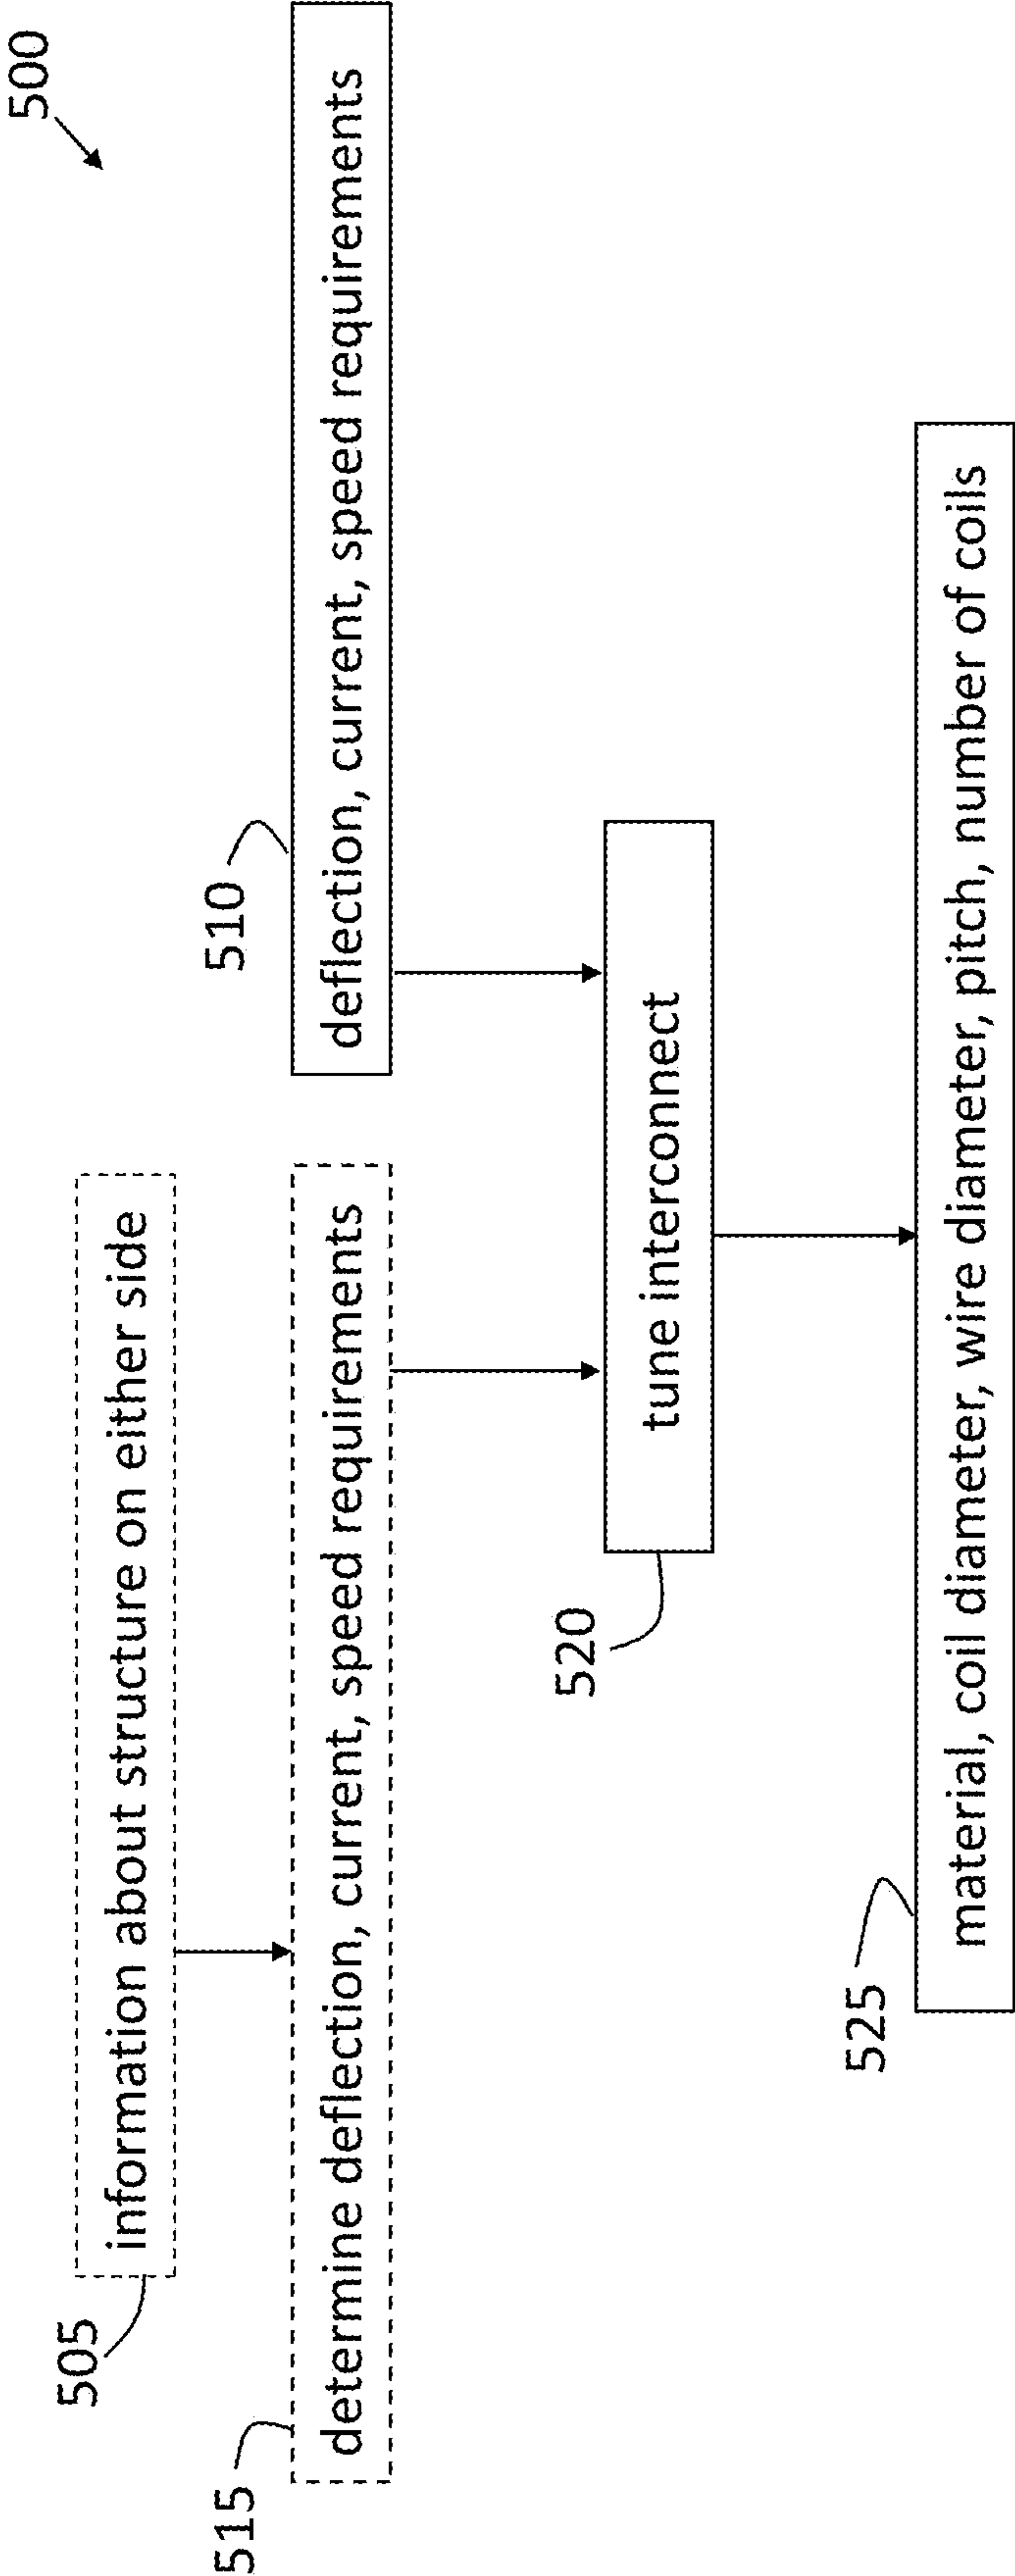 500
505
information about structure on either side
510
deflection, current, speed requirements
515
determine deflection, current, speed requirements
520
tune interconnect
525
material, coil diameter, wire diameter, pitch, number of coils